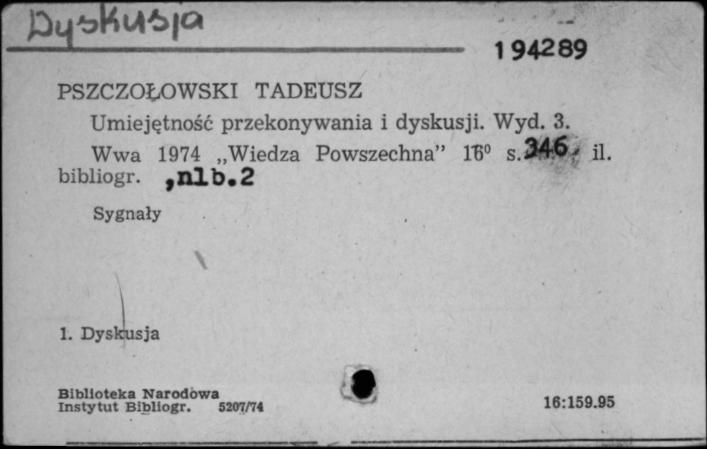 Dyskusja
194289
PSZCZOŁOWSKI TADEUSZ
Umiejętność przekonywania i dyskusji. Wyd. 3.
Wwa 1974 „Wiedza Powszechna” 16⁰ s. 346, il.
bibliogr. ,nlb.2
Sygnały
1. Dyskusja
Biblioteka Narodowa
Instytut Bibliogr. 5207/74
16:159.95